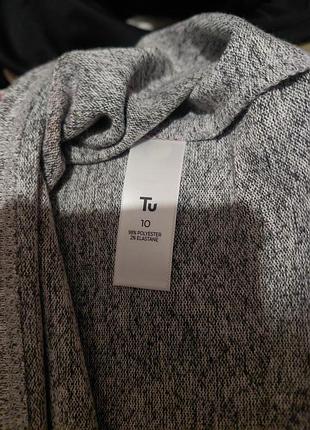 Tu
10
98% POLYESTER
2% ELASTANE